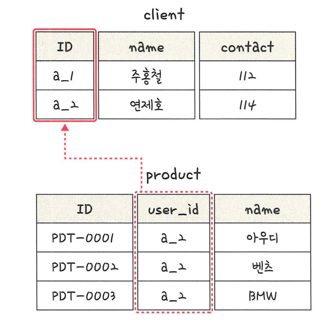 client
ID name contact
a_1 주홍철 112
a_2 연제호 114
product
ID user_id name
PDT-0001 a_2 아우디
PDT-0002 a_2 벤츠
PDT-0003 a_2 BMW